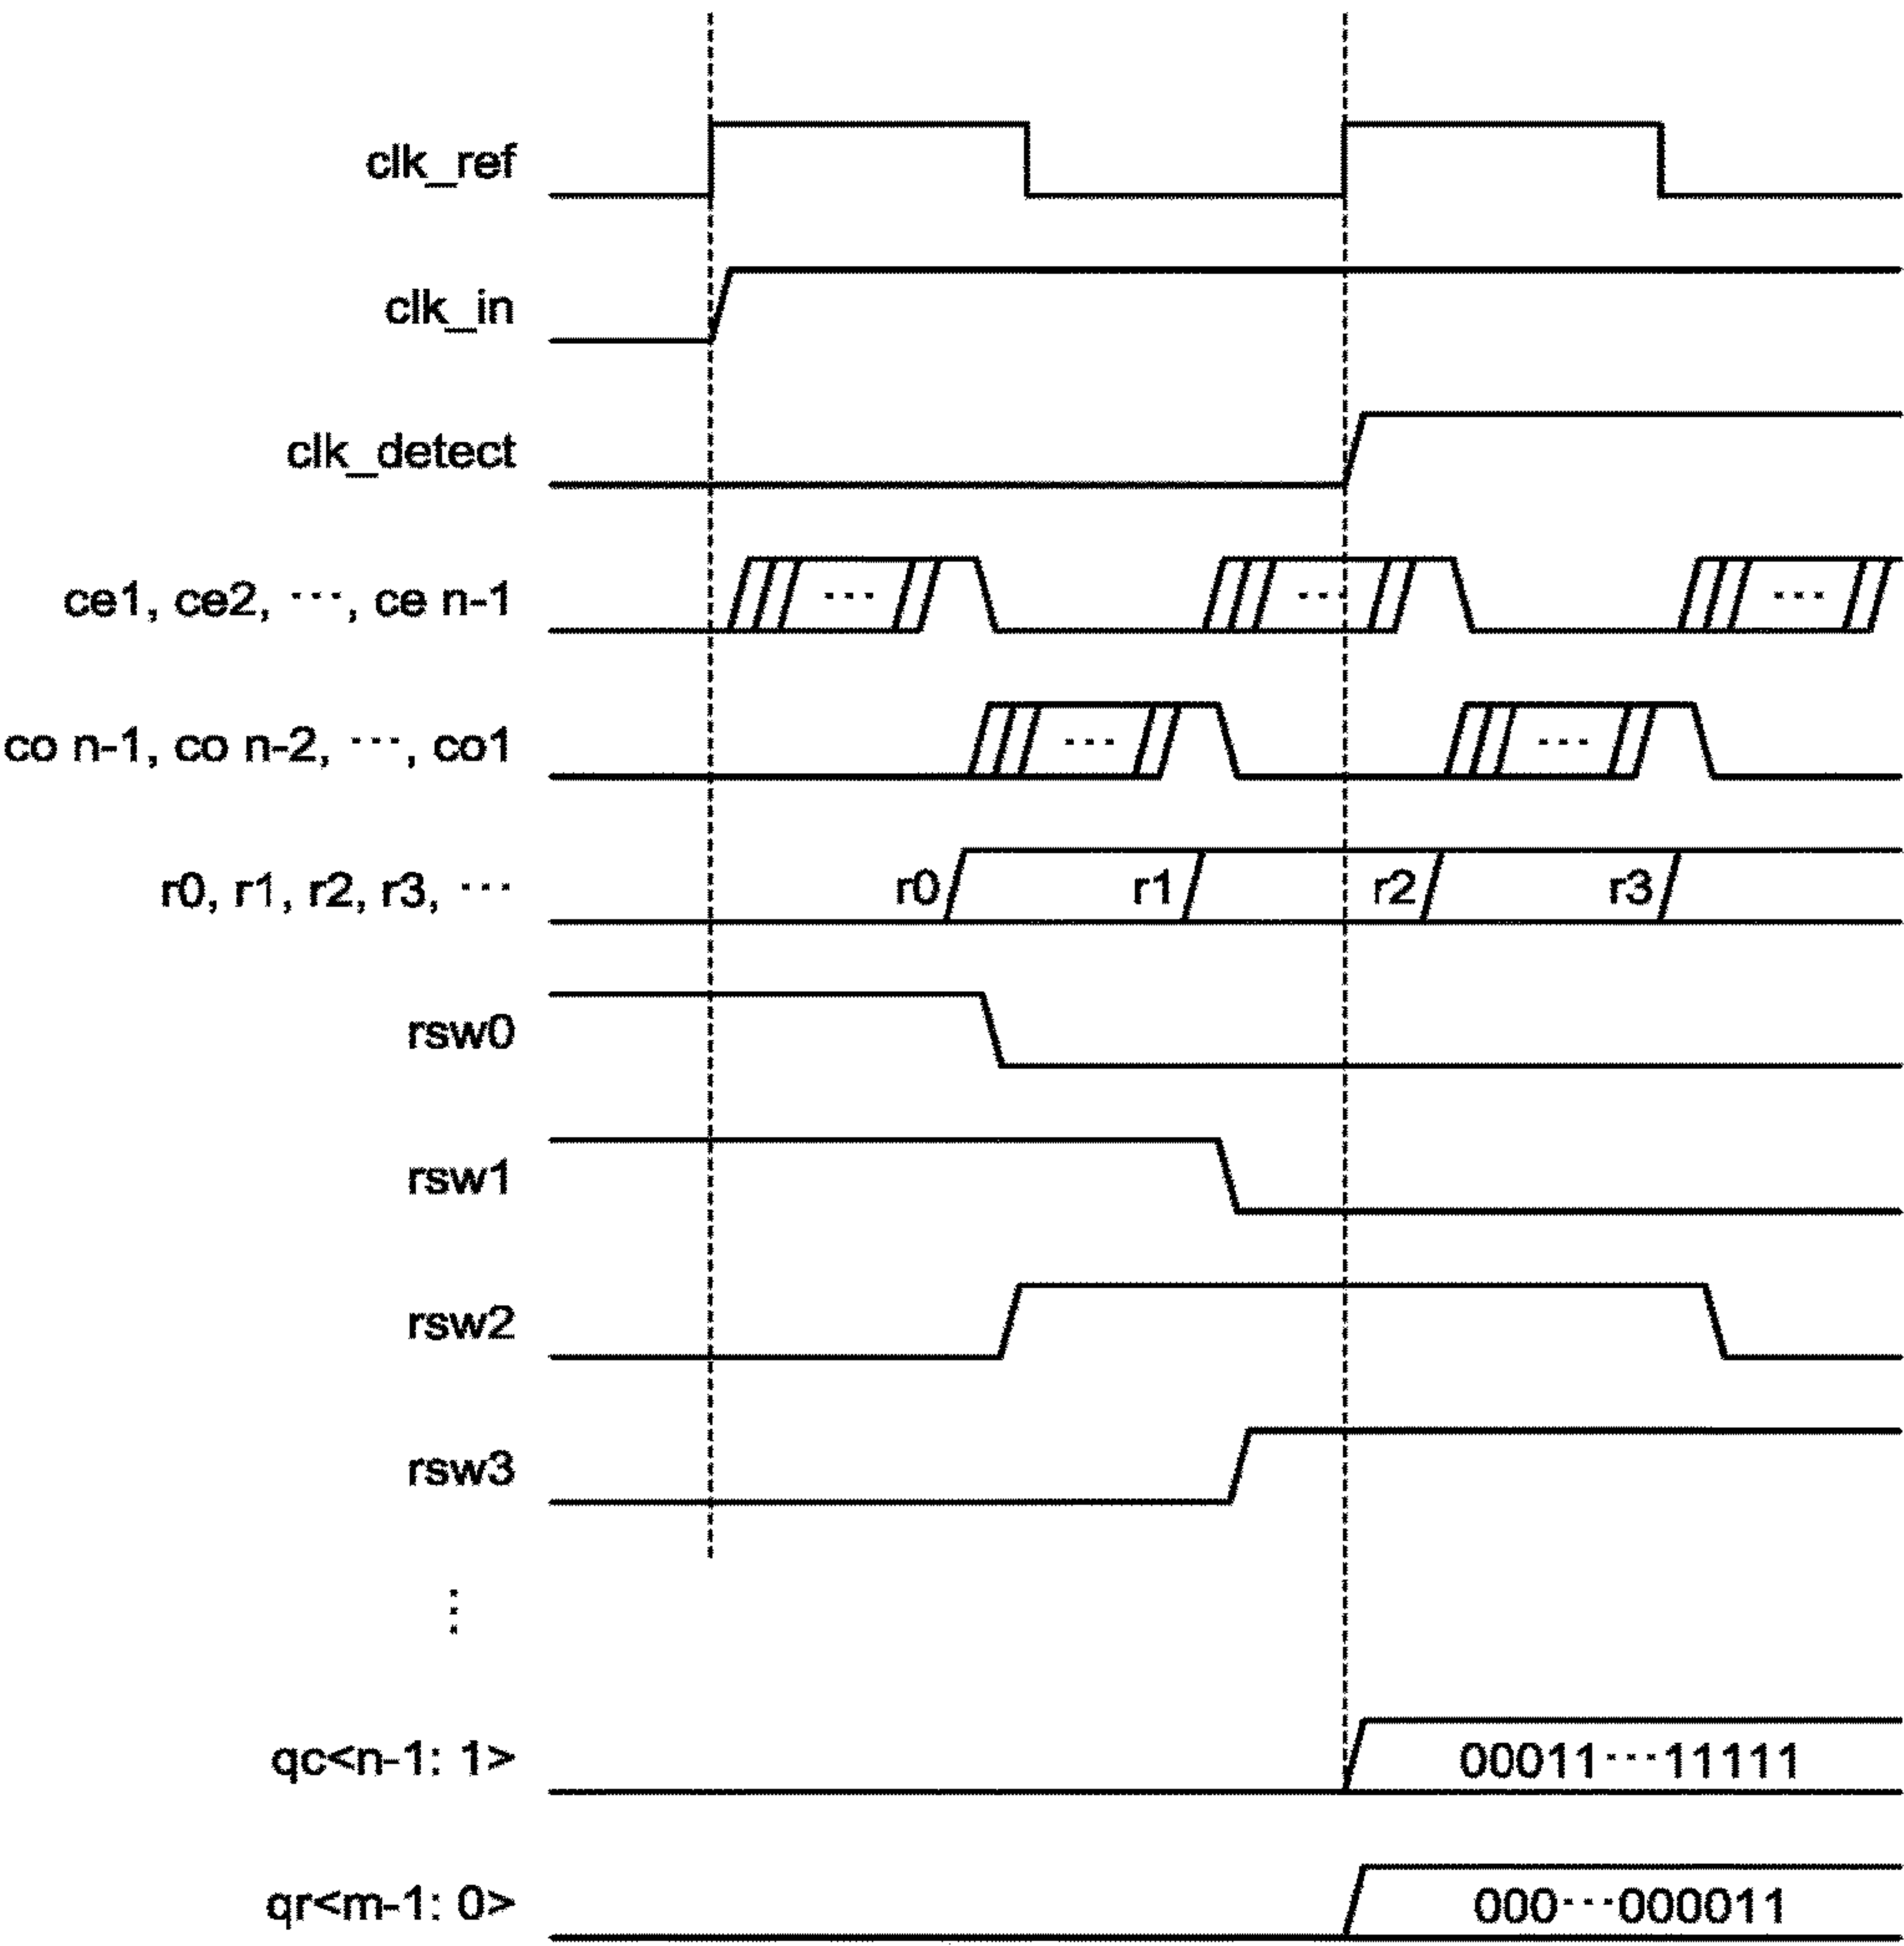 clk_ref
clk_in
clk_detect
ce1, ce2, ···, ce n-1 ··· ··· ···
co n-1, co n-2, ···, co1 ··· ···
r0, r1, r2, r3, ··· r0 r1 r2 r3
rsw0
rsw1
rsw2
rsw3
⋮
qc<n-1: 1> 00011···11111
qr<m-1: 0> 000···000011